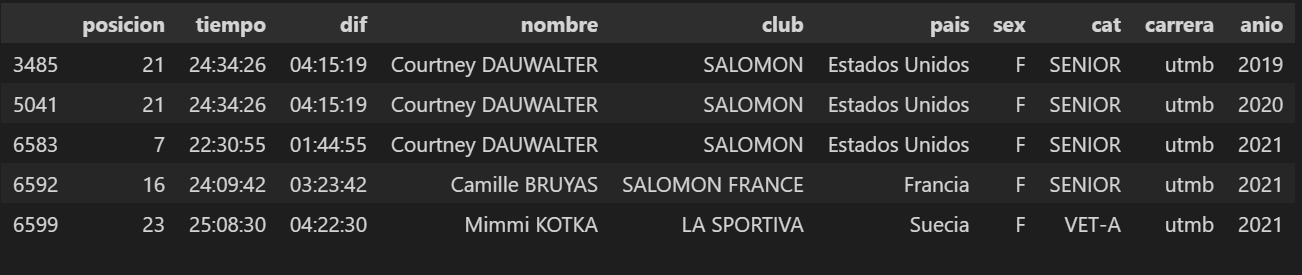 posicion tiempo dif nombre club pais sex cat carrera anio
3485 21 24:34:26 04:15:19 Courtney DAUWALTER SALOMON Estados Unidos F SENIOR utmb 2019
5041 21 24:34:26 04:15:19 Courtney DAUWALTER SALOMON Estados Unidos F SENIOR utmb 2020
6583 7 22:30:55 01:44:55 Courtney DAUWALTER SALOMON Estados Unidos F SENIOR utmb 2021
6592 16 24:09:42 03:23:42 Camille BRUYAS SALOMON FRANCE Francia F SENIOR utmb 2021
6599 23 25:08:30 04:22:30 Mimmi KOTKA LA SPORTIVA Suecia F VET-A utmb 2021